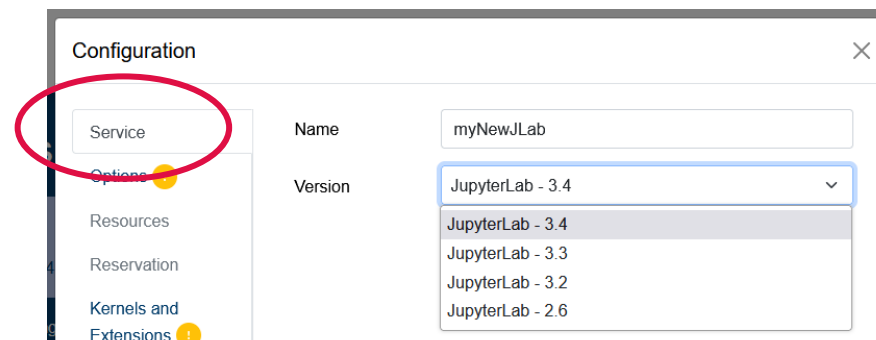 Configuration
Service
Name
myNewJLab
Options !
Version
JupyterLab - 3.4
Resources
JupyterLab - 3.4
JupyterLab - 3.3
Reservation
JupyterLab - 3.2
Kernels and
JupyterLab - 2.6
Extensions !